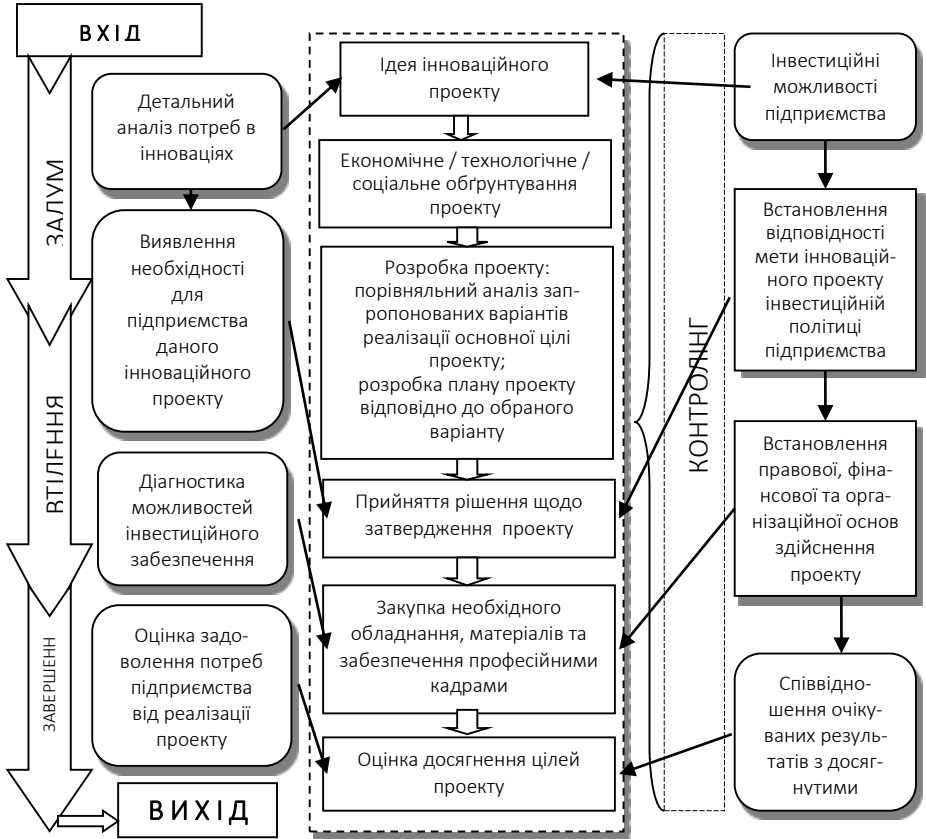 ВХІД
ЗАЛУМ
ВТІЛЕННЯ
ЗАВЕРШЕНН
ВИХІД
Детальний
аналіз потреб в
інноваціях
Виявлення
необхідності
для
підприємства
даного
інноваційного
проекту
Діагностика
можливостей
інвестиційного
забезпечення
Оцінка задо-
волення потреб
підприємства
від реалізації
проекту
Ідея інноваційного
проекту
Економічне / технологічне /
соціальне обґрунтування
проекту
Розробка проекту:
порівняльний аналіз зап-
ропонованих варіантів
реалізації основної цілі
проекту;
розробка плану проекту
відповідно до обраного
варіанту
Прийняття рішення щодо
затвердження проекту
Закупка необхідного
обладнання, матеріалів та
забезпечення професійними
кадрами
Оцінка досягнення цілей
проекту
КОНТРОЛІНГ
Інвестиційні
можливості
підприємства
Встановлення
відповідності
мети інновацій-
ного проекту
інвестиційній
політиці
підприємства
Встановлення
правової, фіна-
нсової та орга-
нізаційної основ
здійснення
проекту
Співвідно-
шення очіку-
ваних резуль-
татів з досяг-
нутими